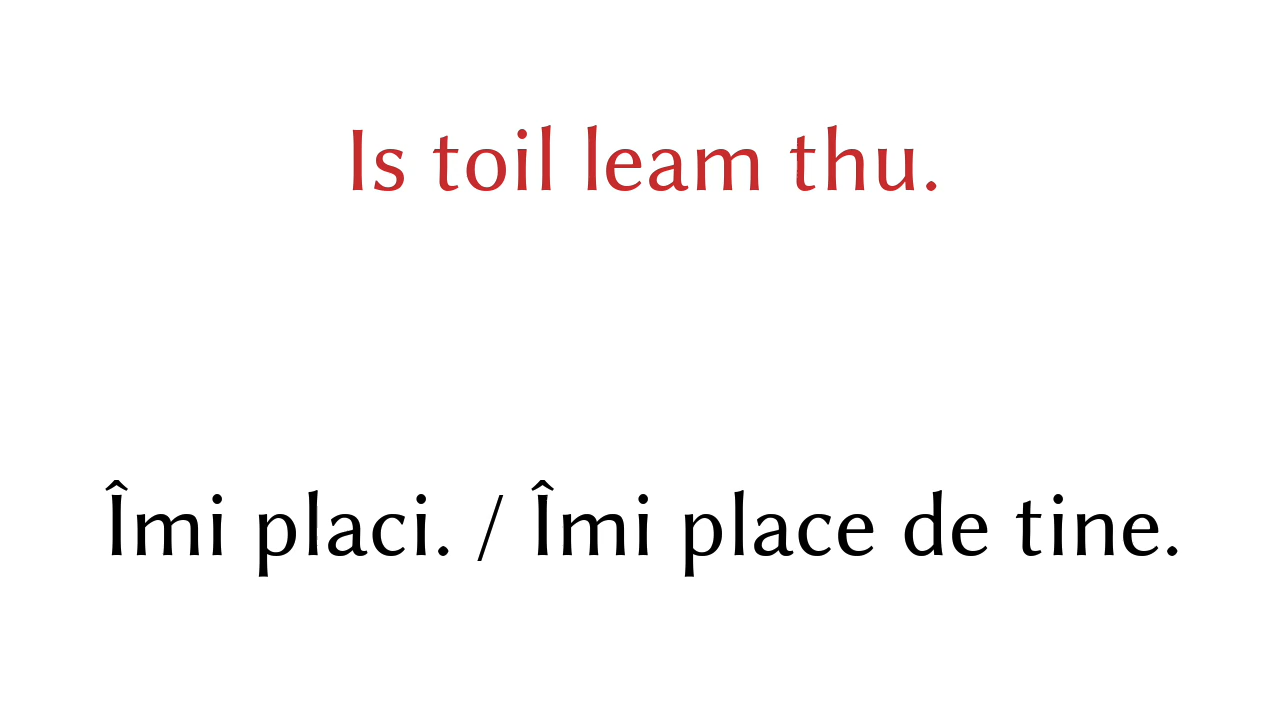 Is toil leam thu.
Îmi placi. / Îmi place de tine.